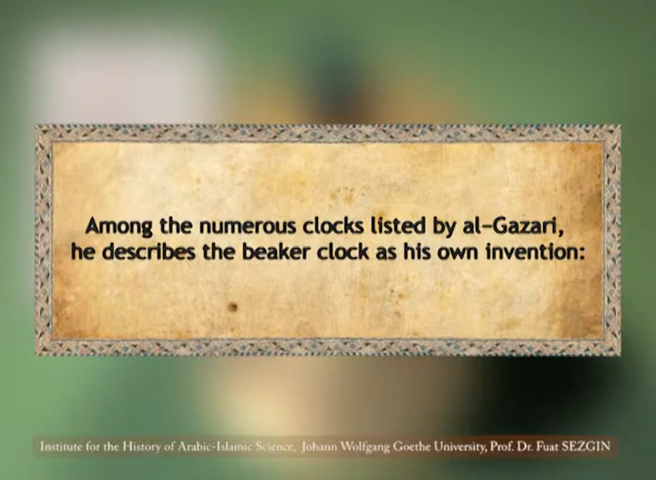 Among the numerous clocks listed by al-Gazari,
he describes the beaker clock as his own invention:
Institute for the History of Arabic-Islamic Science, Johann Wolfgang Goethe University, Prof. Dr. Fuat SEZGIN